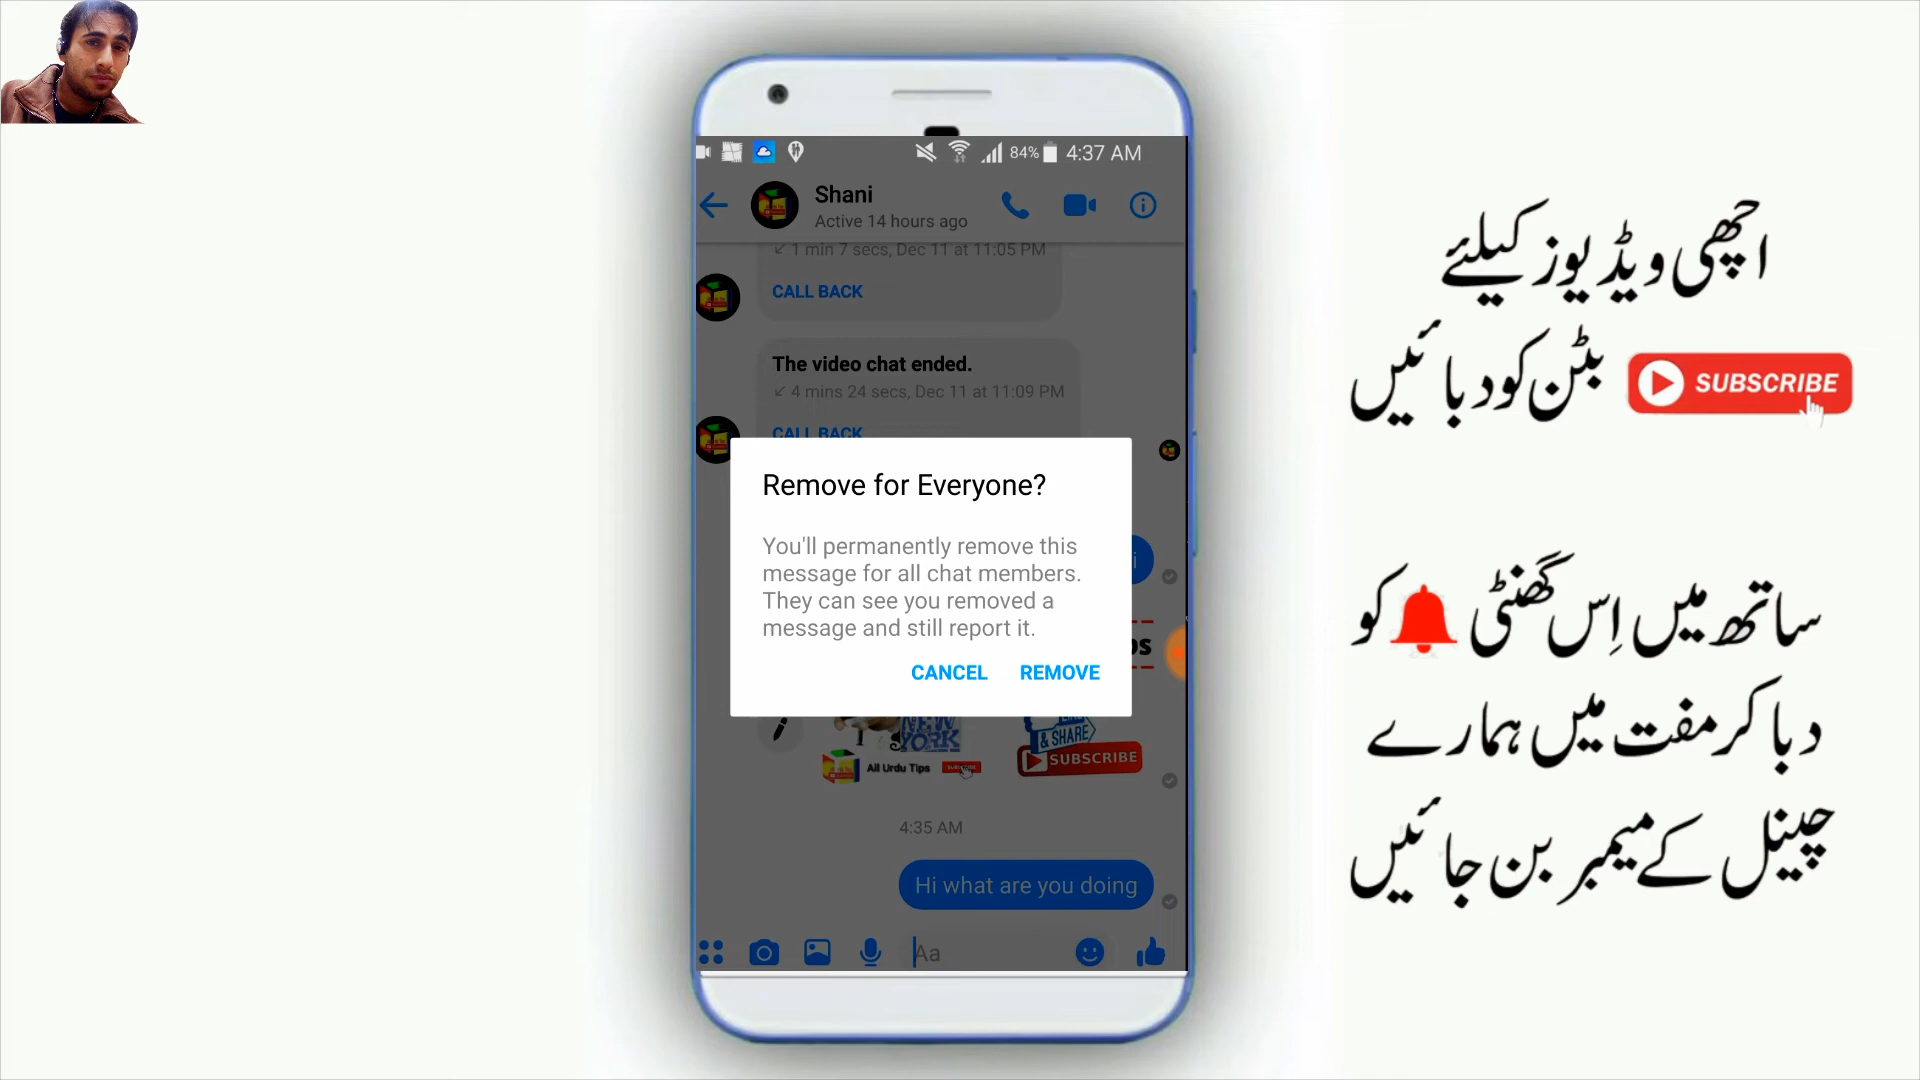 84% 4:37 AM
Shani
Active 14 hours ago
1 min 7 secs, Dec 11 at 11:05 PM
CALL BACK
The video chat ended.
4 mins 24 secs, Dec 11 at 11:09 PM
CALL BACK
Remove for Everyone?
You'll permanently remove this
message for all chat members.
They can see you removed a
message and still report it.
CANCEL REMOVE
NEW
YORK
All Urdu Tips
SUBSCRIBE
& SHARE
SUBSCRIBE
4:35 AM
Hi what are you doing
Aa
اچھی ویڈیوز کیلئے
SUBSCRIBE بٹن کو دبائیں
ساتھ میں اِس گھنٹی کو
دبا کر مفت میں ہمارے
چینل کے میمبر بن جائیں